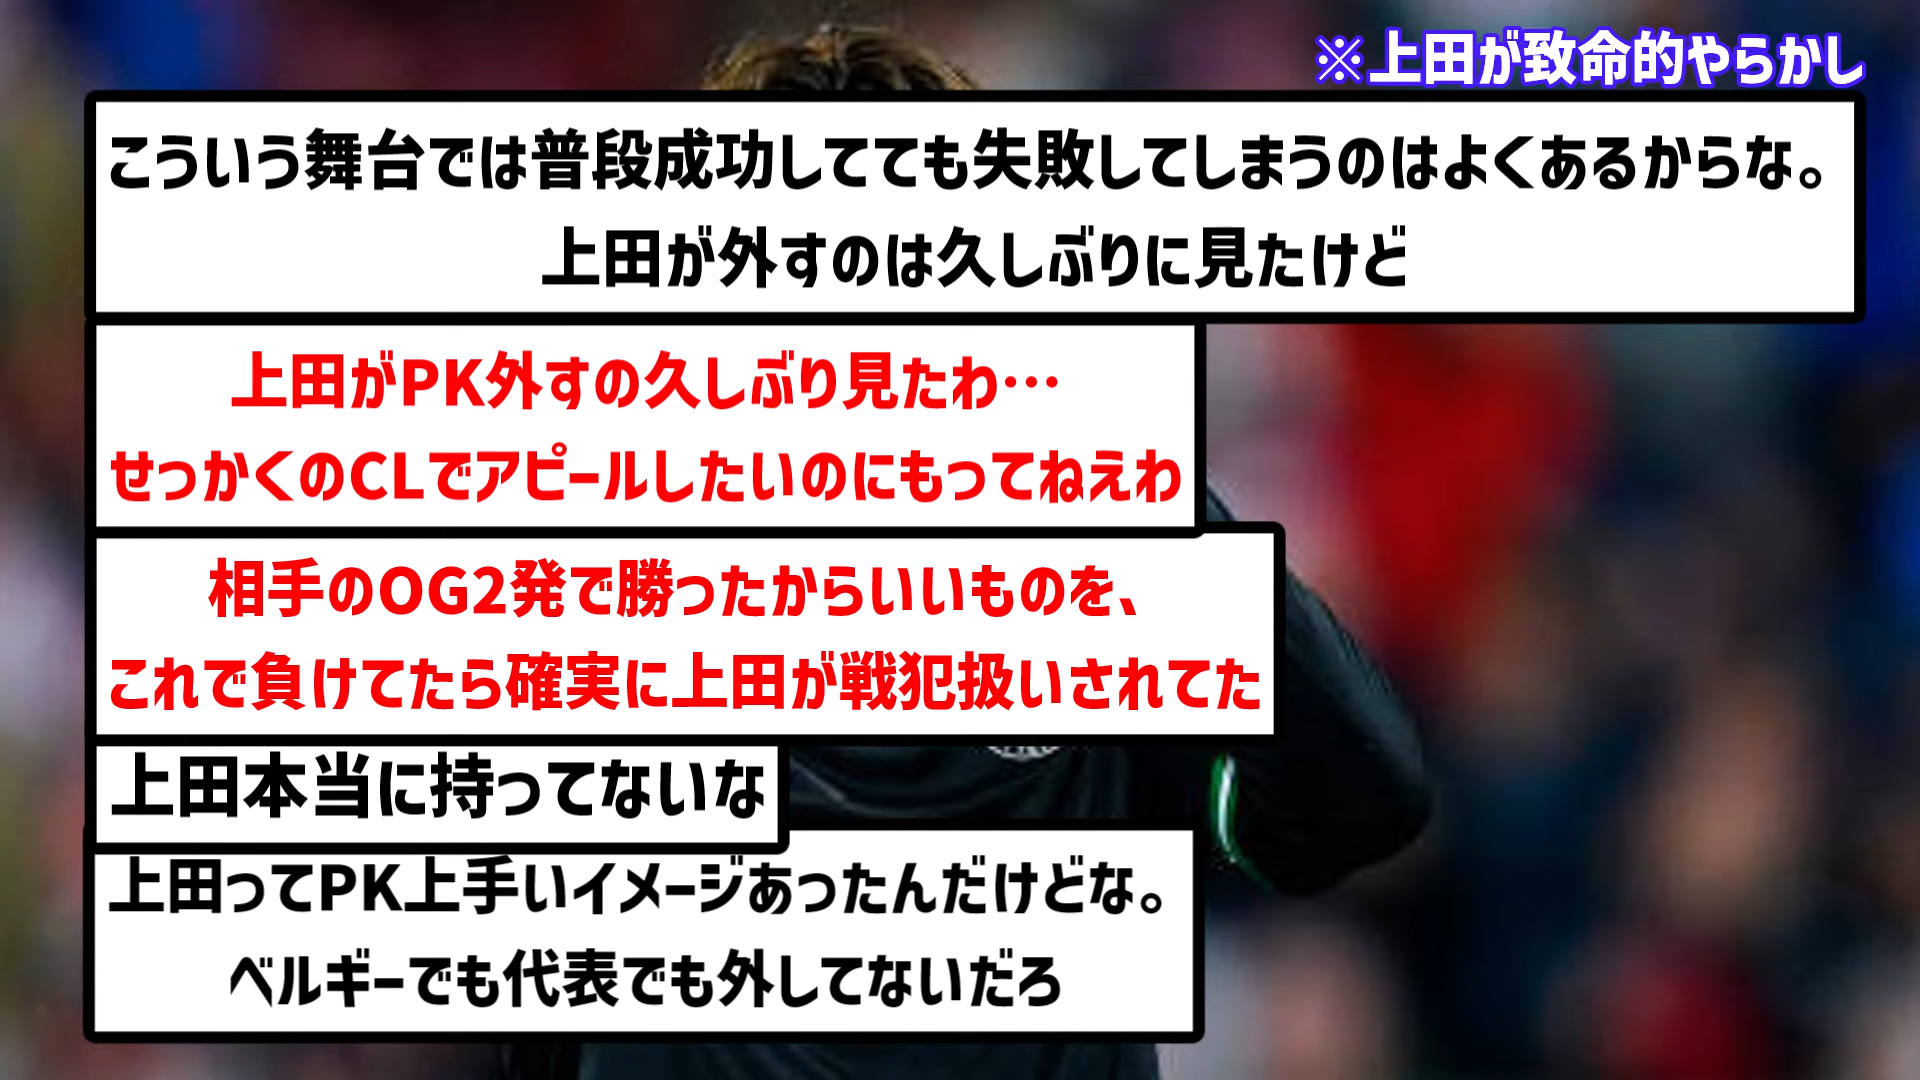 ※上田が致命的やらかし
こういう舞台では普段成功してても失敗してしまうのはよくあるからな。
上田が外すのは久しぶりに見たけど
上田がPK外すの久しぶり見たわ…
せっかくのCLでアピールしたいのにもってねえわ
相手のOG2発で勝ったからいいものを、
これで負けてたら確実に上田が戦犯扱いされてた
上田本当に持ってないな
上田ってPK上手いイメージあったんだけどな。
ベルギーでも代表でも外してないだろ